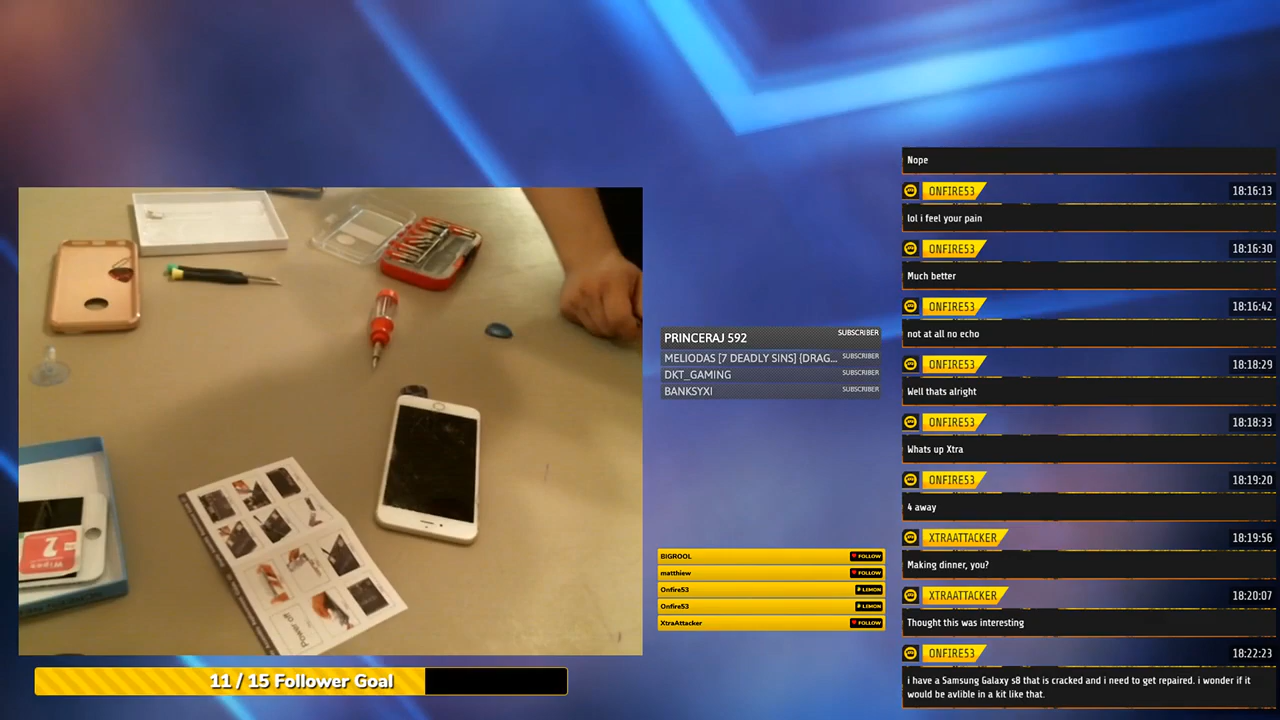 Nope
ONFIRE53 18:16:13
lol i feel your pain
ONFIRE53 18:16:30
Much better
ONFIRE53 18:16:42
not at all no echo
ONFIRE53 18:18:29
Well thats alright
ONFIRE53 18:18:33
Whats up Xtra
ONFIRE53 18:19:20
4 away
XTRAATTACKER 18:19:56
Making dinner, you?
XTRAATTACKER 18:20:07
Thought this was interesting
ONFIRE53 18:22:23
i have a Samsung Galaxy s8 that is cracked and i need to get repaired. i wonder if it
would be avlible in a kit like that.
PRINCERAJ 592 SUBSCRIBER
MELIODAS [7 DEADLY SINS] {DRAG... SUBSCRIBER
DKT_GAMING SUBSCRIBER
BANKSYXI SUBSCRIBER
BIGROOL FOLLOW
matthiew FOLLOW
Onfire53 LEMON
Onfire53 LEMON
XtraAttacker FOLLOW
2
Wipes
Power of
11 / 15 Follower Goal